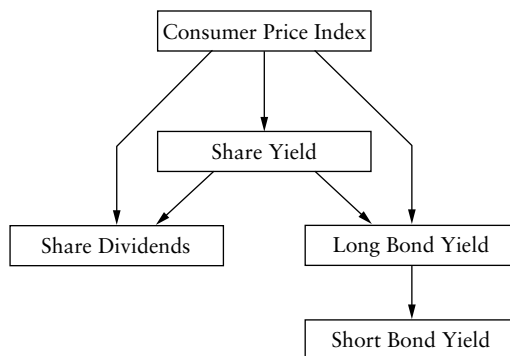 Consumer Price Index
Share Yield
Share Dividends
Long Bond Yield
Short Bond Yield